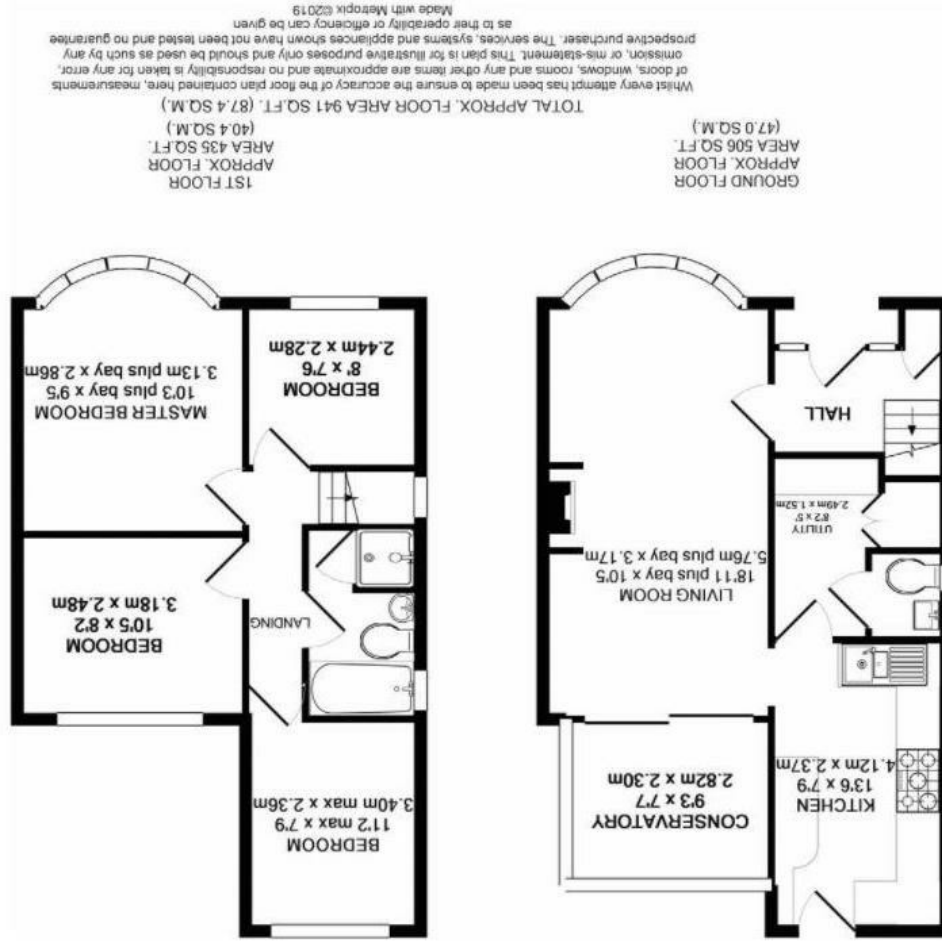 KITCHEN
13'6 x 7'9
4.12m x 2.37m
CONSERVATORY
9'3 x 7'7
2.82m x 2.30m
LIVING ROOM
18'11 plus bay x 10'5
5.76m plus bay x 3.17m
UTILITY
8'2 x 5'
2.49m x 1.52m
HALL
BEDROOM
11'2 max x 7'9
3.40m max x 2.36m
BEDROOM
10'5 x 8'2
3.18m x 2.48m
LANDING
MASTER BEDROOM
10'3 plus bay x 9'5
3.13m plus bay x 2.86m
BEDROOM
8' x 7'6
2.44m x 2.28m
GROUND FLOOR
APPROX. FLOOR
AREA 506 SQ.FT.
(47.0 SQ.M.)
1ST FLOOR
APPROX. FLOOR
AREA 435 SQ.FT.
(40.4 SQ.M.)
TOTAL APPROX. FLOOR AREA 941 SQ.FT. (87.4 SQ.M.)
Whilst every attempt has been made to ensure the accuracy of the floor plan contained here, measurements
of doors, windows, rooms and any other items are approximate and no responsibility is taken for any error,
omission, or mis-statement. This plan is for illustrative purposes only and should be used as such by any
prospective purchaser. The services, systems and appliances shown have not been tested and no guarantee
as to their operability or efficiency can be given
Made with Metropix ©2019